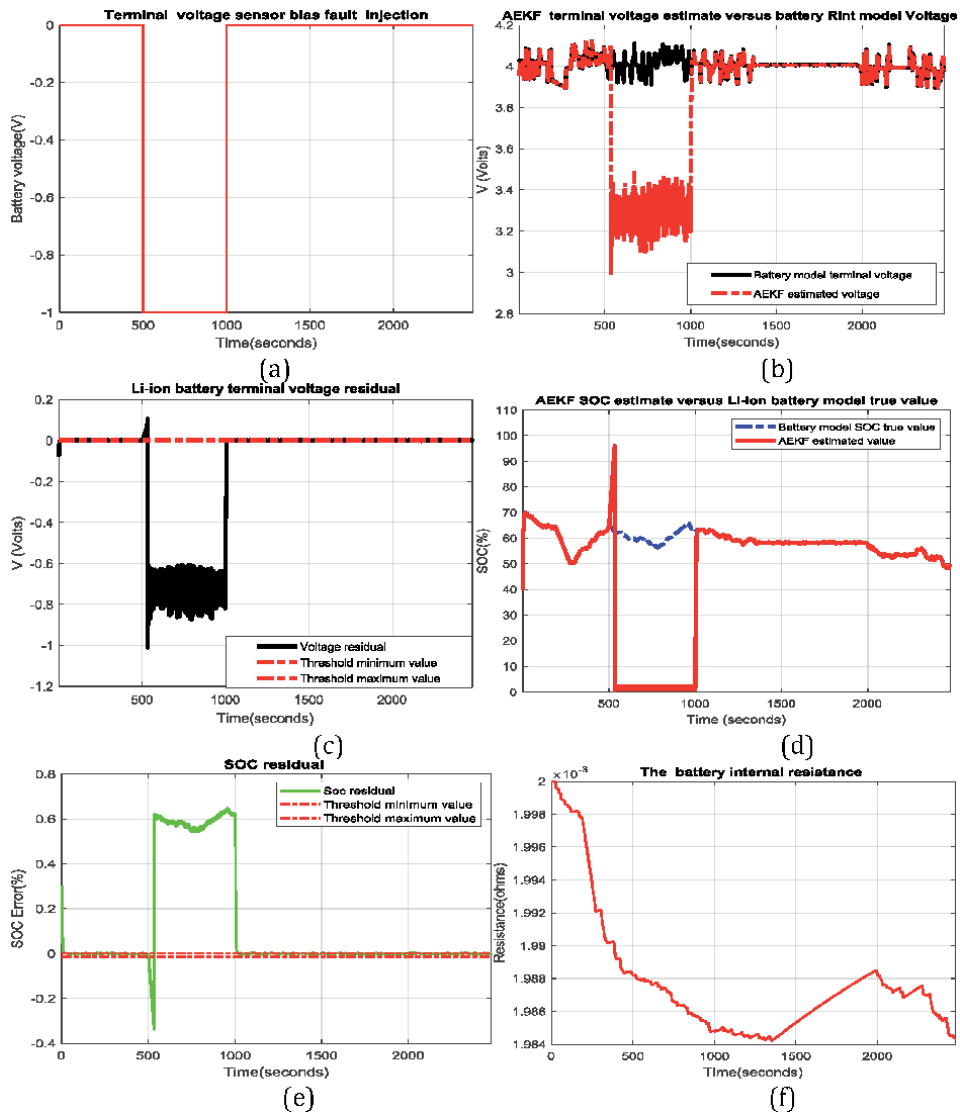 Terminal voltage sensor bias fault Injection
0
-0.2
-0.4
-0.6
-0.8
-1
Battery voltage(V)
0 500 1000 1500 2000
Time(seconds)
(a)
AEKF terminal voltage estimate versus battery Rint model Voltage
4.2
4
3.8
3.6
3.4
3.2
3
2.8
V (Volts)
500 1000 1500 2000
Time(seconds)
Battery model terminal voltage
AEKF estimated voltage
(b)
Li-ion battery terminal voltage residual
0.2
0
-0.2
-0.4
-0.6
-0.8
-1
-1.2
V (Volts)
500 1000 1500 2000
Time(seconds)
Voltage residual
Threshold minimum value
Threshold maximum value
(c)
AEKF SOC estimate versus Li-ion battery model true value
110
100
90
80
70
60
50
40
30
20
10
0
SOC(%)
500 1000 1500 2000
Time (seconds)
Battery model SOC true value
AEKF estimated value
(d)
SOC residual
0.8
0.6
0.4
0.2
0
-0.2
-0.4
SOC Error(%)
0 500 1000 1500 2000
Time(seconds)
Soc residual
Threshold minimum value
Threshold maximum value
(e)
The battery internal resistance
×10⁻³
2
1.998
1.994
1.992
1.99
1.988
1.986
1.984
Resistance(ohms)
0 500 1000 1500 2000
Time(seconds)
(f)